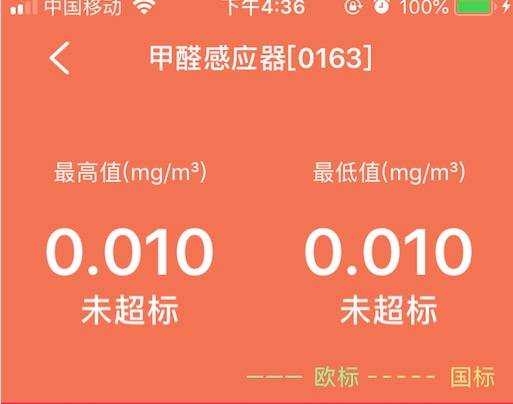 中国移动 下午4:36 100%
甲醛感应器[0163]
最高值(mg/m³) 最低值(mg/m³)
0.010 0.010
未超标 未超标
欧标 国标